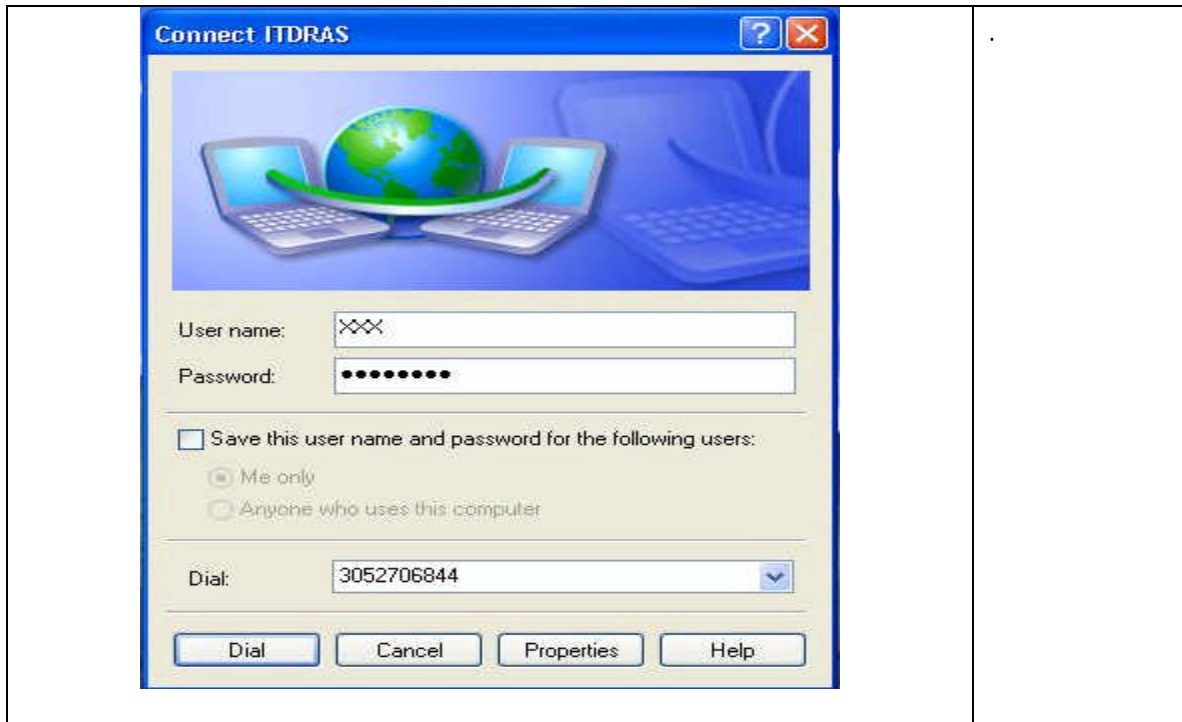 Connect ITDRAS
.
User name: XXX
Password: ●●●●●●●●
Save this user name and password for the following users:
Me only
Anyone who uses this computer
Dial: 3052706844
Dial Cancel Properties Help